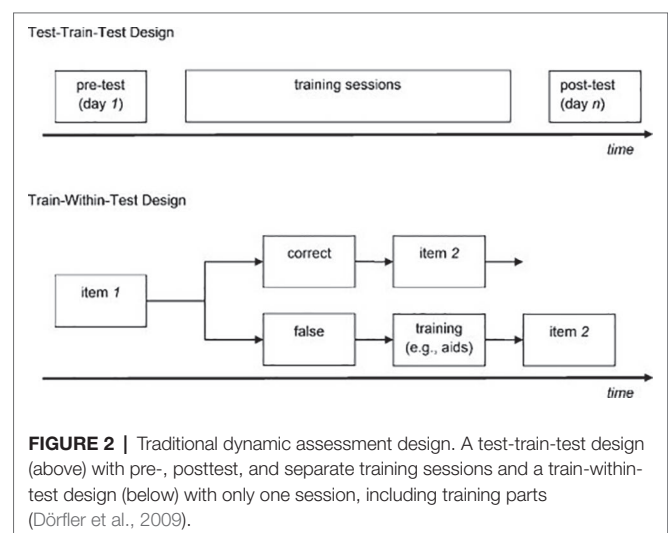 Test-Train-Test Design
pre-test
(day 1)
training sessions
post-test
(day n)
time
Train-Within-Test Design
item 1
correct
item 2
false
training
(e.g., aids)
item 2
time
FIGURE 2 | Traditional dynamic assessment design. A test-train-test design
(above) with pre-, posttest, and separate training sessions and a train-within-
test design (below) with only one session, including training parts
(Dörfler et al., 2009).